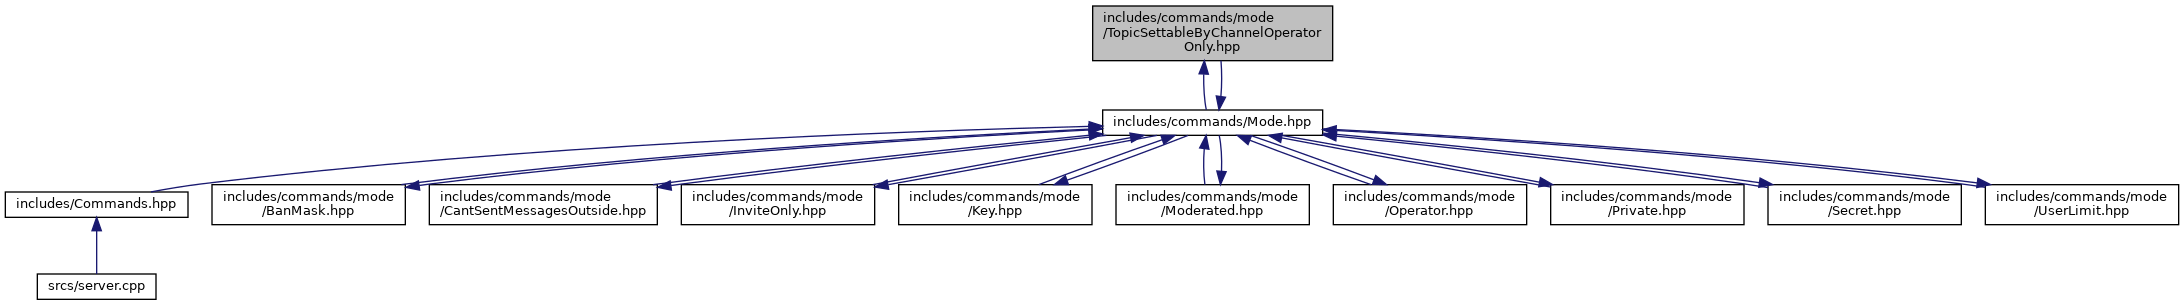 includes/commands/mode
/TopicSettableByChannelOperator
Only.hpp
includes/commands/Mode.hpp
includes/Commands.hpp
includes/commands/mode
/BanMask.hpp
includes/commands/mode
/CantSentMessagesOutside.hpp
includes/commands/mode
/InviteOnly.hpp
includes/commands/mode
/Key.hpp
includes/commands/mode
/Moderated.hpp
includes/commands/mode
/Operator.hpp
includes/commands/mode
/Private.hpp
includes/commands/mode
/Secret.hpp
includes/commands/mode
/UserLimit.hpp
srcs/server.cpp